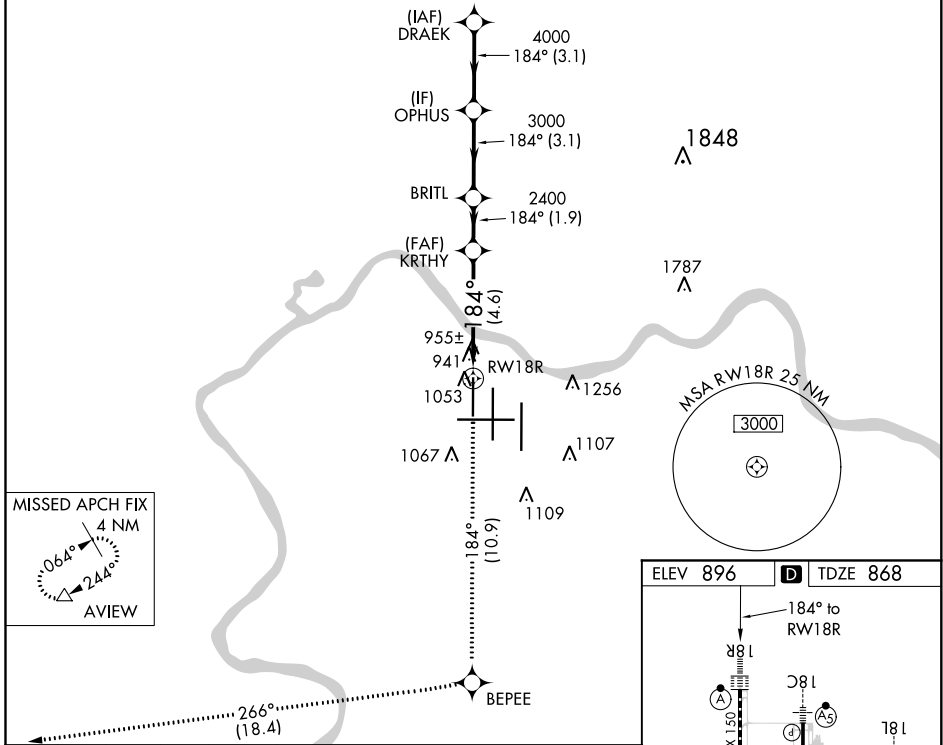 (IAF)
DRAEK
4000
184° (3.1)
(IF)
OPHUS
3000
184° (3.1)
1848
BRITL
2400
184° (1.9)
(FAF)
KRTHY
1787
184°
(4.6)
955±
941
RW18R
1053
1256
MSA RW18R 25 NM
3000
1067
1107
1109
184°
(10.9)
MISSED APCH FIX
4 NM
064°
244°
AVIEW
BEPEE
266°
(18.4)
ELEV 896
D
TDZE 868
184° to
RW18R
18R
18C
18L
A
A5
P
X 150